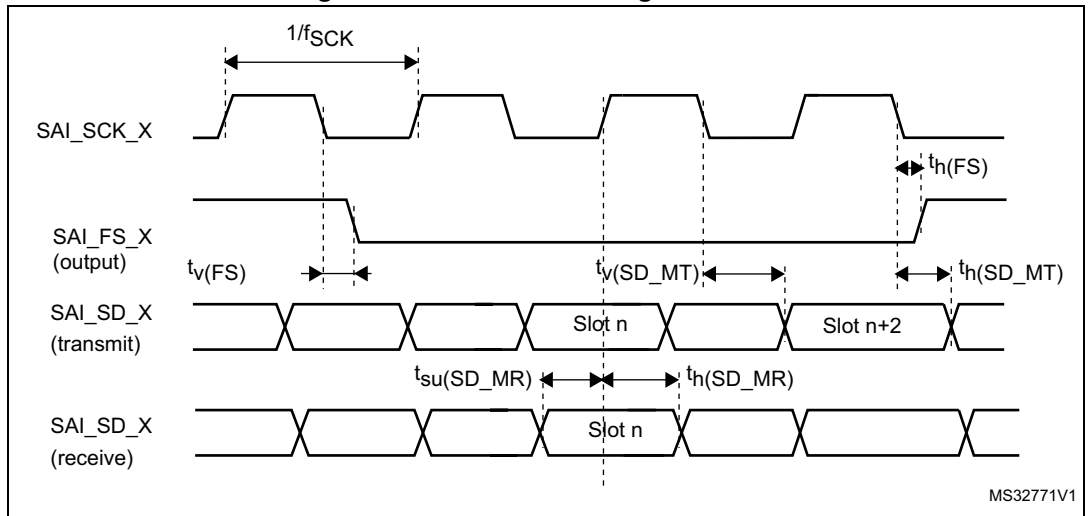 1/fSCK
SAI_SCK_X
th(FS)
SAI_FS_X
(output)
tv(FS)
tv(SD_MT)
th(SD_MT)
SAI_SD_X
(transmit)
Slot n
Slot n+2
tsu(SD_MR)
th(SD_MR)
SAI_SD_X
(receive)
Slot n
MS32771V1